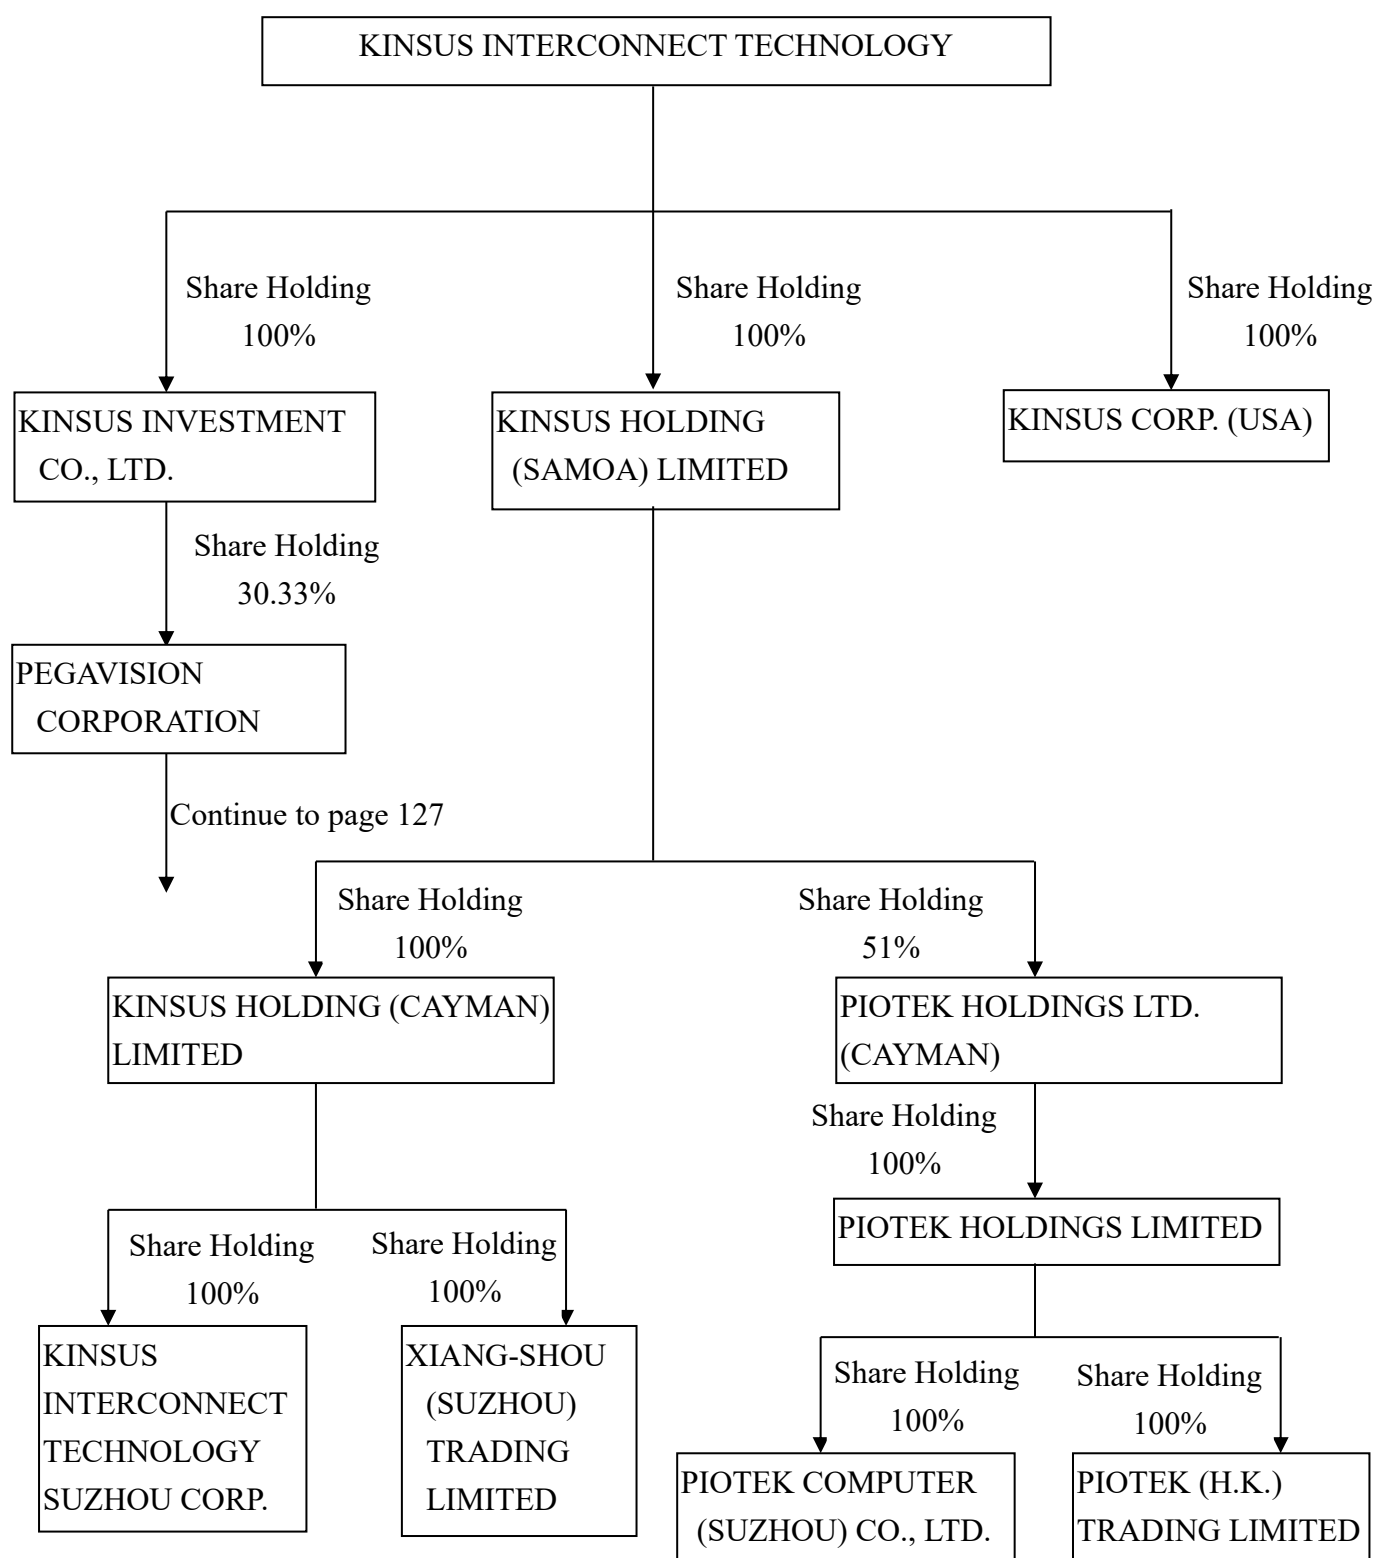 KINSUS INTERCONNECT TECHNOLOGY
Share Holding
100%
Share Holding
100%
Share Holding
100%
KINSUS INVESTMENT
CO., LTD.
KINSUS HOLDING
(SAMOA) LIMITED
KINSUS CORP. (USA)
Share Holding
30.33%
PEGAVISION
CORPORATION
Continue to page 127
Share Holding
100%
Share Holding
51%
KINSUS HOLDING (CAYMAN)
LIMITED
PIOTEK HOLDINGS LTD.
(CAYMAN)
Share Holding
100%
PIOTEK HOLDINGS LIMITED
Share Holding
100%
Share Holding
100%
KINSUS
INTERCONNECT
TECHNOLOGY
SUZHOU CORP.
XIANG-SHOU
(SUZHOU)
TRADING
LIMITED
Share Holding
100%
Share Holding
100%
PIOTEK COMPUTER
(SUZHOU) CO., LTD.
PIOTEK (H.K.)
TRADING LIMITED